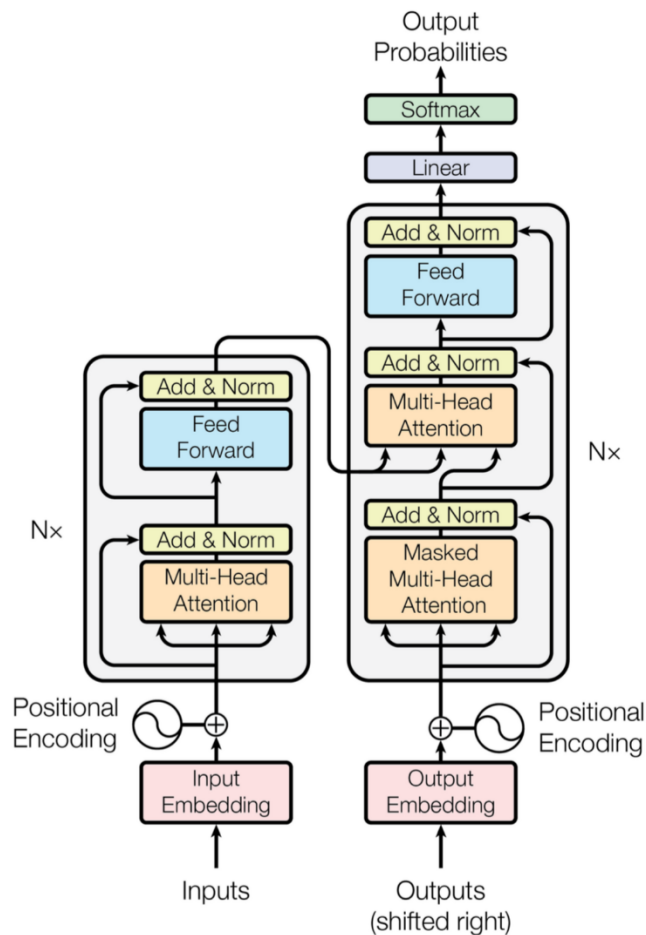 Output
Probabilities
Softmax
Linear
Add & Norm
Feed
Forward
Add & Norm
Multi-Head
Attention
Add & Norm
Masked
Multi-Head
Attention
N×
Add & Norm
Feed
Forward
Add & Norm
Multi-Head
Attention
N×
Positional
Encoding
Positional
Encoding
Input
Embedding
Output
Embedding
Inputs
Outputs
(shifted right)